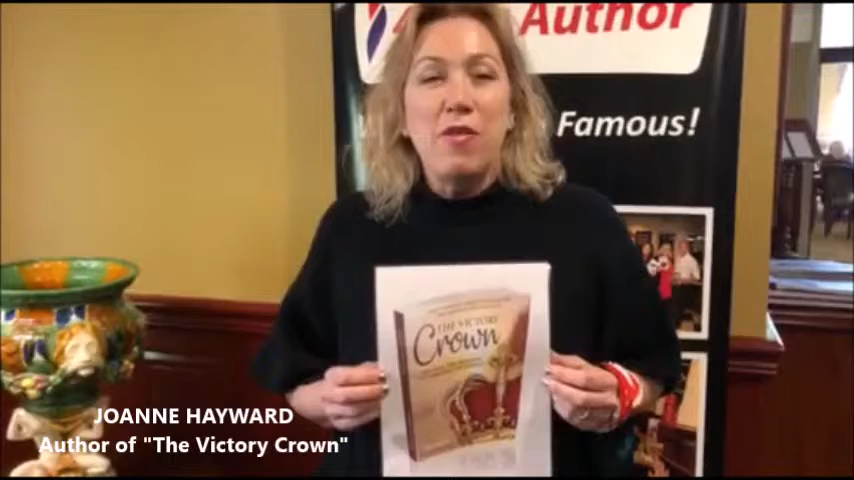 Author
Famous!
THE VICTORY
Crown
JOANNE HAYWARD
Author of "The Victory Crown"